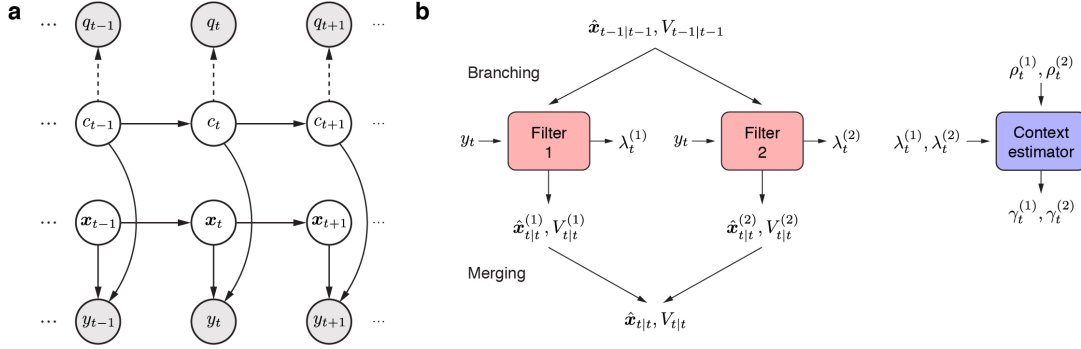 a
... q_{t−1} q_t q_{t+1} ...
... c_{t−1} c_t c_{t+1} ...
... x_{t−1} x_t x_{t+1} ...
... y_{t−1} y_t y_{t+1} ...
b
x̂_{t−1|t−1}, V_{t−1|t−1}
Branching
y_t Filter 1 λ_t^{(1)}
y_t Filter 2 λ_t^{(2)}
x̂_{t|t}^{(1)}, V_{t|t}^{(1)}
x̂_{t|t}^{(2)}, V_{t|t}^{(2)}
Merging
x̂_{t|t}, V_{t|t}
ρ_t^{(1)}, ρ_t^{(2)}
λ_t^{(1)}, λ_t^{(2)}
Context
estimator
γ_t^{(1)}, γ_t^{(2)}